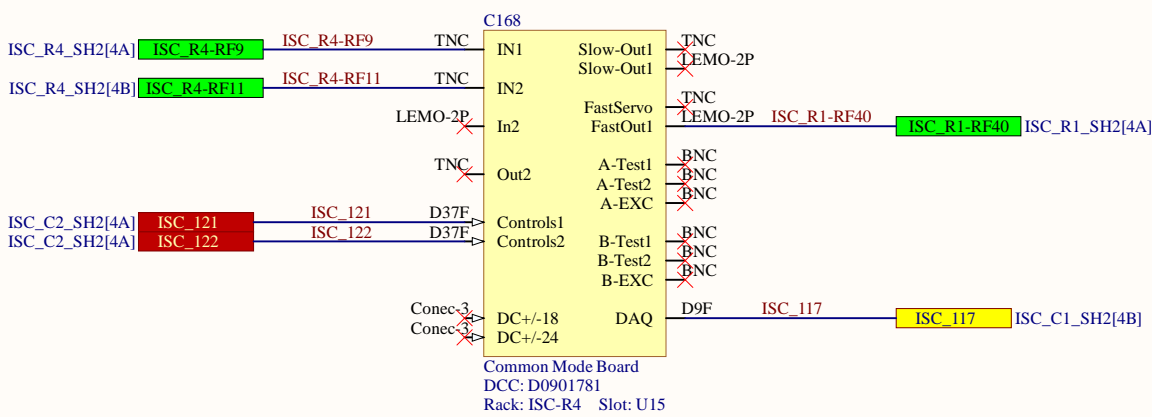 C168
ISC_R4_SH2[4A] ISC_R4-RF9 ISC_R4-RF9 TNC IN1
ISC_R4_SH2[4B] ISC_R4-RF11 ISC_R4-RF11 TNC IN2
LEMO-2P In2
TNC Out2
ISC_C2_SH2[4A] ISC_121 ISC_121 D37F Controls1
ISC_C2_SH2[4A] ISC_122 ISC_122 D37F Controls2
Conec-3 DC+/-18
Conec-3 DC+/-24
Slow-Out1 TNC
Slow-Out1 LEMO-2P
FastServo TNC
FastOut1 LEMO-2P ISC_R1-RF40 ISC_R1-RF40 ISC_R1_SH2[4A]
A-Test1 BNC
A-Test2 BNC
A-EXC BNC
B-Test1 BNC
B-Test2 BNC
B-EXC BNC
DAQ D9F ISC_117 ISC_117 ISC_C1_SH2[4B]
Common Mode Board
DCC: D0901781
Rack: ISC-R4 Slot: U15